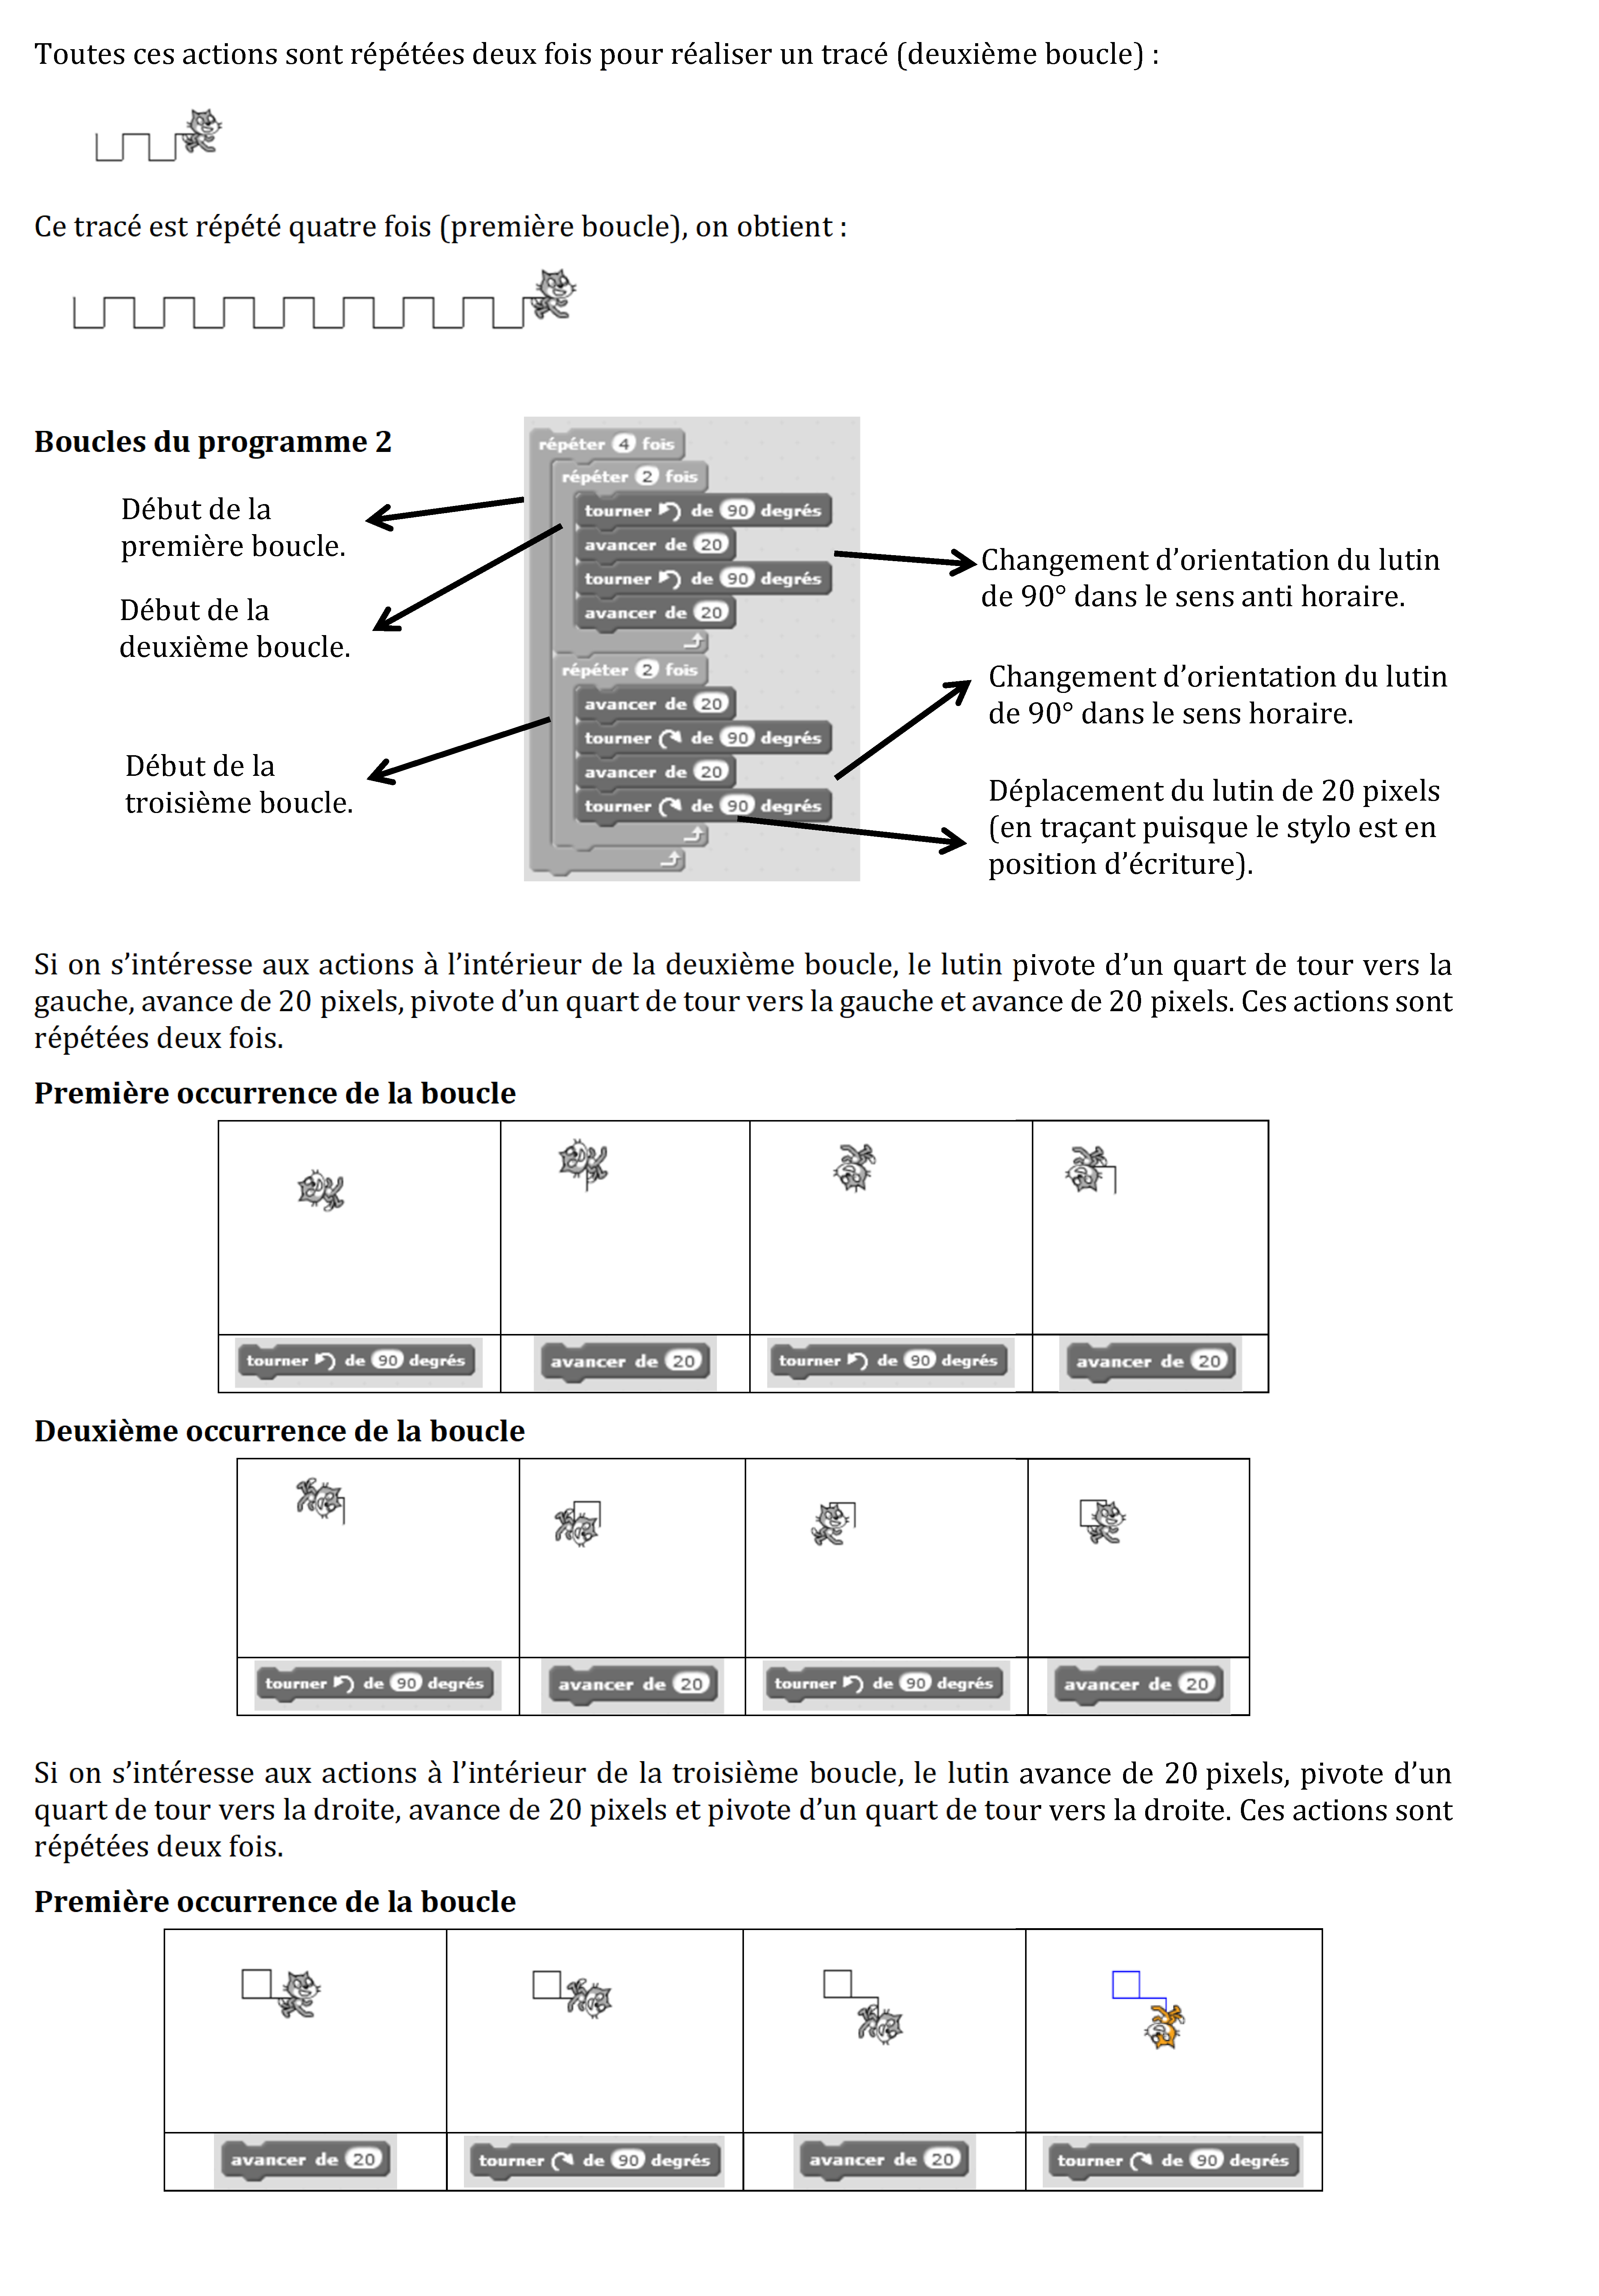 Toutes ces actions sont répétées deux fois pour réaliser un tracé (deuxième boucle) :
Ce tracé est répété quatre fois (première boucle), on obtient :
Boucles du programme 2
Début de la
première boucle.
Début de la
deuxième boucle.
Début de la
troisième boucle.
répéter 4 fois
répéter 2 fois
tourner de 90 degrés
avancer de 20
tourner de 90 degrés
avancer de 20
répéter 2 fois
avancer de 20
tourner de 90 degrés
avancer de 20
tourner de 90 degrés
Changement d’orientation du lutin
de 90° dans le sens anti horaire.
Changement d’orientation du lutin
de 90° dans le sens horaire.
Déplacement du lutin de 20 pixels
(en traçant puisque le stylo est en
position d’écriture).
Si on s’intéresse aux actions à l’intérieur de la deuxième boucle, le lutin pivote d’un quart de tour vers la
gauche, avance de 20 pixels, pivote d’un quart de tour vers la gauche et avance de 20 pixels. Ces actions sont
répétées deux fois.
Première occurrence de la boucle
tourner de 90 degrés
avancer de 20
tourner de 90 degrés
avancer de 20
Deuxième occurrence de la boucle
tourner de 90 degrés
avancer de 20
tourner de 90 degrés
avancer de 20
Si on s’intéresse aux actions à l’intérieur de la troisième boucle, le lutin avance de 20 pixels, pivote d’un
quart de tour vers la droite, avance de 20 pixels et pivote d’un quart de tour vers la droite. Ces actions sont
répétées deux fois.
Première occurrence de la boucle
avancer de 20
tourner de 90 degrés
avancer de 20
tourner de 90 degrés